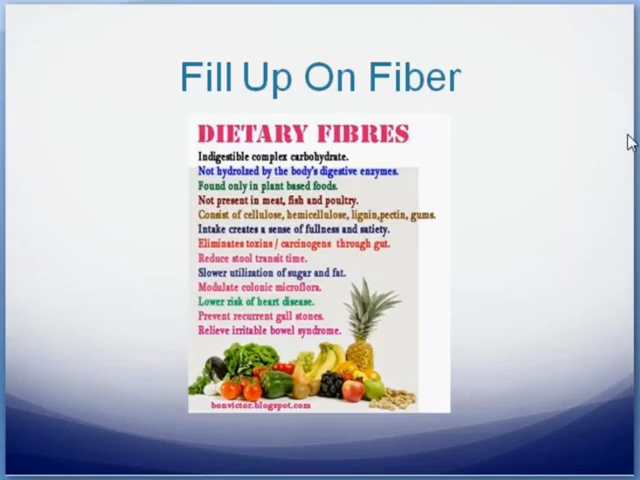 Fill Up On Fiber
DIETARY FIBRES
Indigestible complex carbohydrate.
Not hydrolzed by the body's digestive enzymes.
Found only in plant based foods.
Not present in meat, fish and poultry.
Consist of cellulose, hemicellulose, lignin,pectin, gums.
Intake creates a sense of fullness and satiety.
Eliminates toxins / carcinogens through gut.
Reduce stool transit time.
Slower utilization of sugar and fat.
Modulate colonic microflora.
Lower risk of heart disease.
Prevent recurrent gall stones.
Relieve irritable bowel syndrome.
bonvictor.blogspot.com